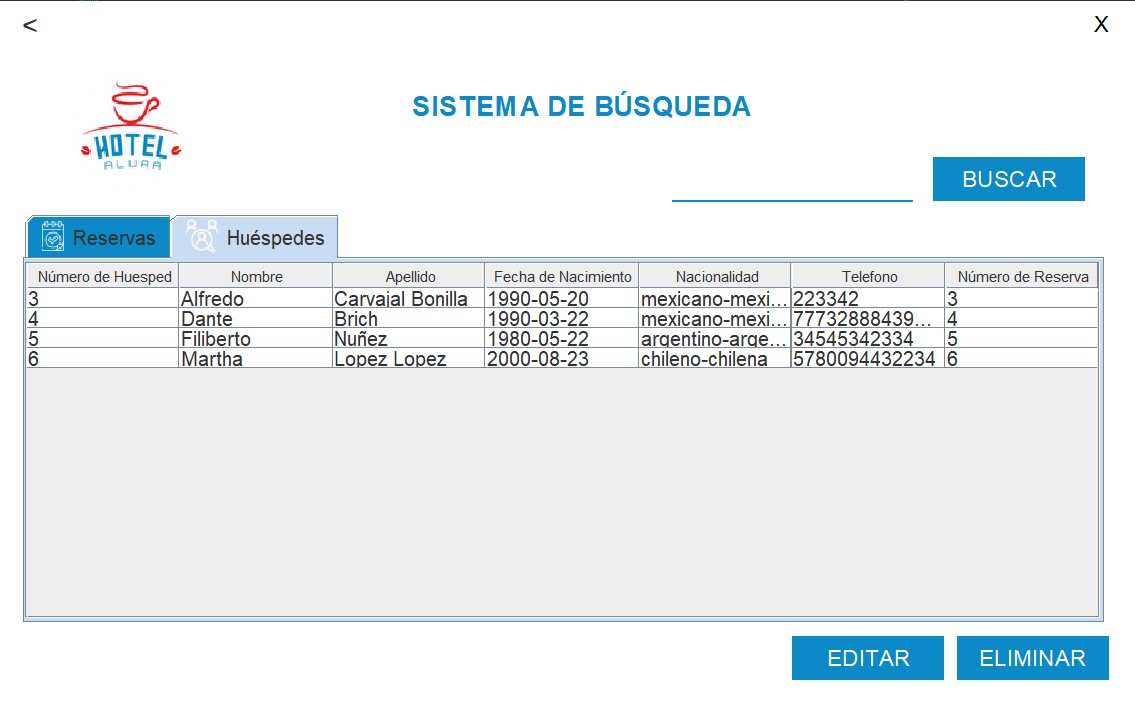 <
X
HOTEL
ALURA
SISTEMA DE BÚSQUEDA
BUSCAR
Reservas Huéspedes
Número de Huesped Nombre Apellido Fecha de Nacimiento Nacionalidad Telefono Número de Reserva
3 Alfredo Carvajal Bonilla 1990-05-20 mexicano-mexi... 223342 3
4 Dante Brich 1990-03-22 mexicano-mexi... 77732888439... 4
5 Filiberto Nuñez 1980-05-22 argentino-arge... 34545342334 5
6 Martha Lopez Lopez 2000-08-23 chileno-chilena 5780094432234 6
EDITAR ELIMINAR